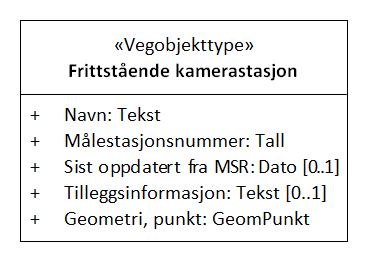 «Vegobjekttype»
Frittstående kamerastasjon
+ Navn: Tekst
+ Målestasjonsnummer: Tall
+ Sist oppdatert fra MSR: Dato [0..1]
+ Tilleggsinformasjon: Tekst [0..1]
+ Geometri, punkt: GeomPunkt